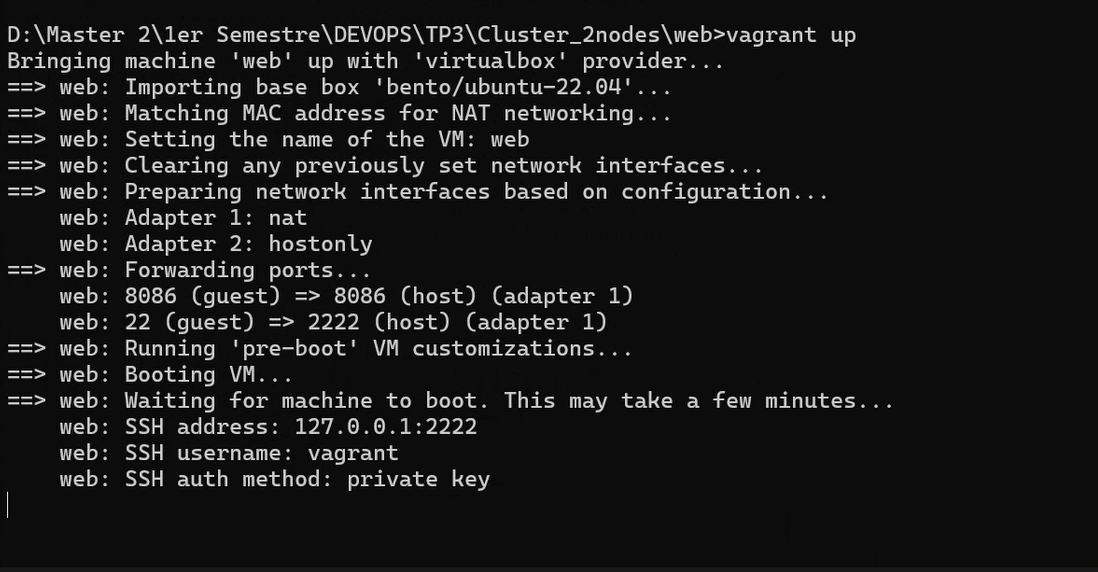 D:\Master 2\1er Semestre\DEVOPS\TP3\Cluster_2nodes\web>vagrant up
Bringing machine 'web' up with 'virtualbox' provider...
==> web: Importing base box 'bento/ubuntu-22.04'...
==> web: Matching MAC address for NAT networking...
==> web: Setting the name of the VM: web
==> web: Clearing any previously set network interfaces...
==> web: Preparing network interfaces based on configuration...
    web: Adapter 1: nat
    web: Adapter 2: hostonly
==> web: Forwarding ports...
    web: 8086 (guest) => 8086 (host) (adapter 1)
    web: 22 (guest) => 2222 (host) (adapter 1)
==> web: Running 'pre-boot' VM customizations...
==> web: Booting VM...
==> web: Waiting for machine to boot. This may take a few minutes...
    web: SSH address: 127.0.0.1:2222
    web: SSH username: vagrant
    web: SSH auth method: private key